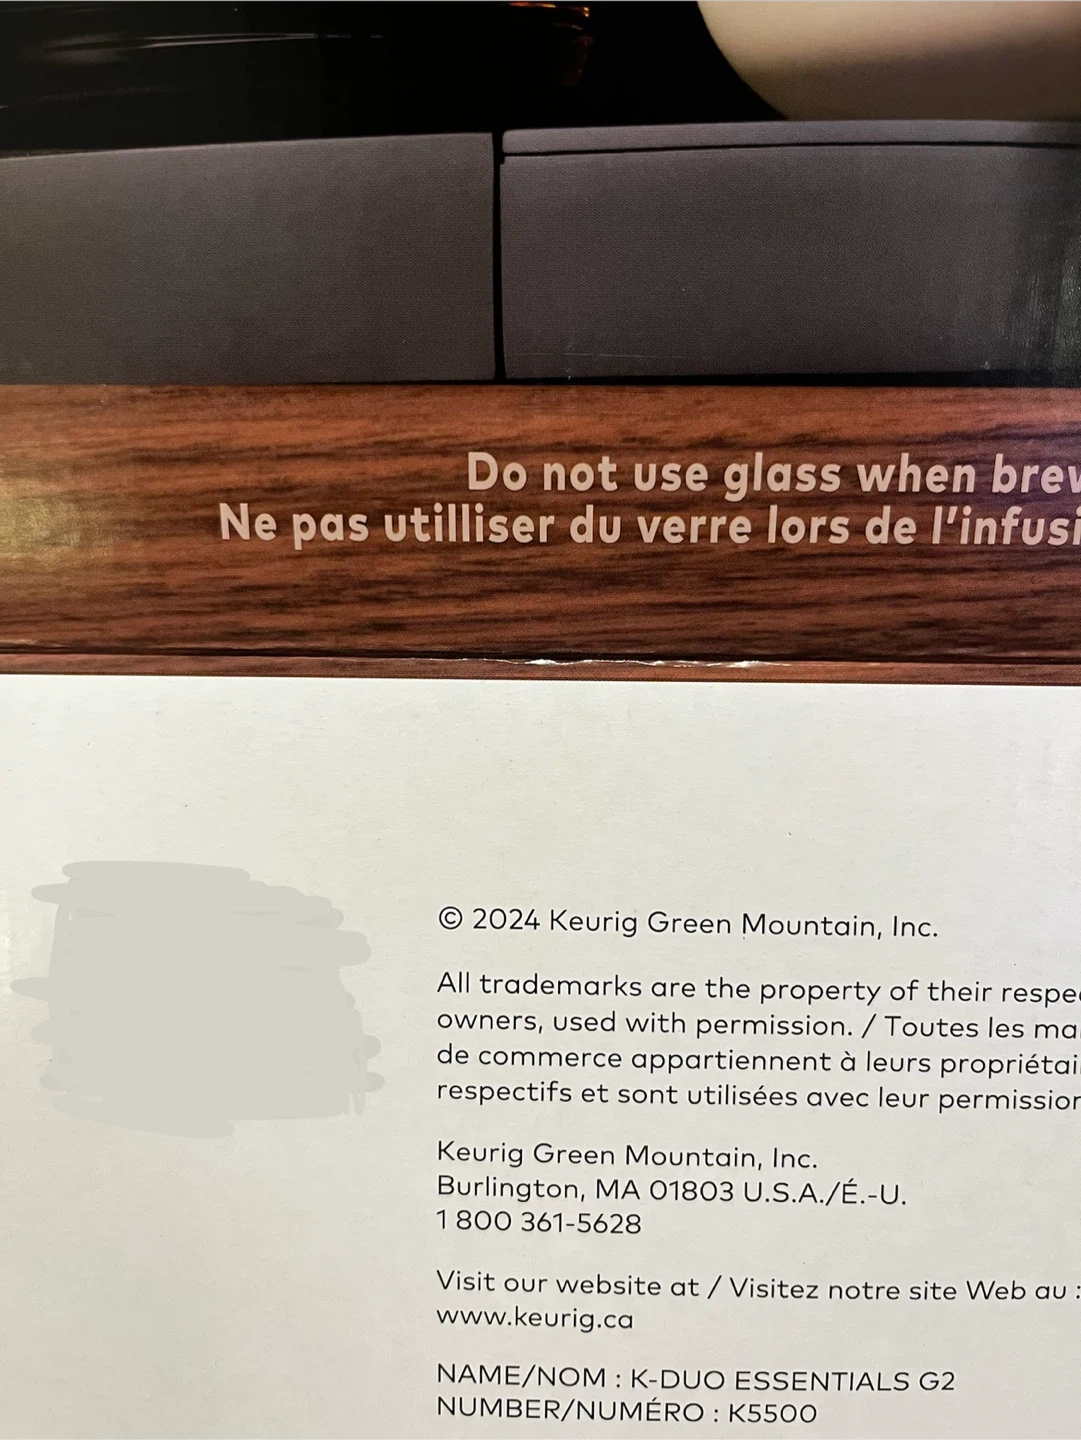 Do not use glass when brew
Ne pas utilliser du verre lors de l'infusi
© 2024 Keurig Green Mountain, Inc.
All trademarks are the property of their respec
owners, used with permission. / Toutes les ma
de commerce appartiennent à leurs propriétai
respectifs et sont utilisées avec leur permission
Keurig Green Mountain, Inc.
Burlington, MA 01803 U.S.A./É.-U.
1 800 361-5628
Visit our website at / Visitez notre site Web au :
www.keurig.ca
NAME/NOM : K-DUO ESSENTIALS G2
NUMBER/NUMÉRO : K5500